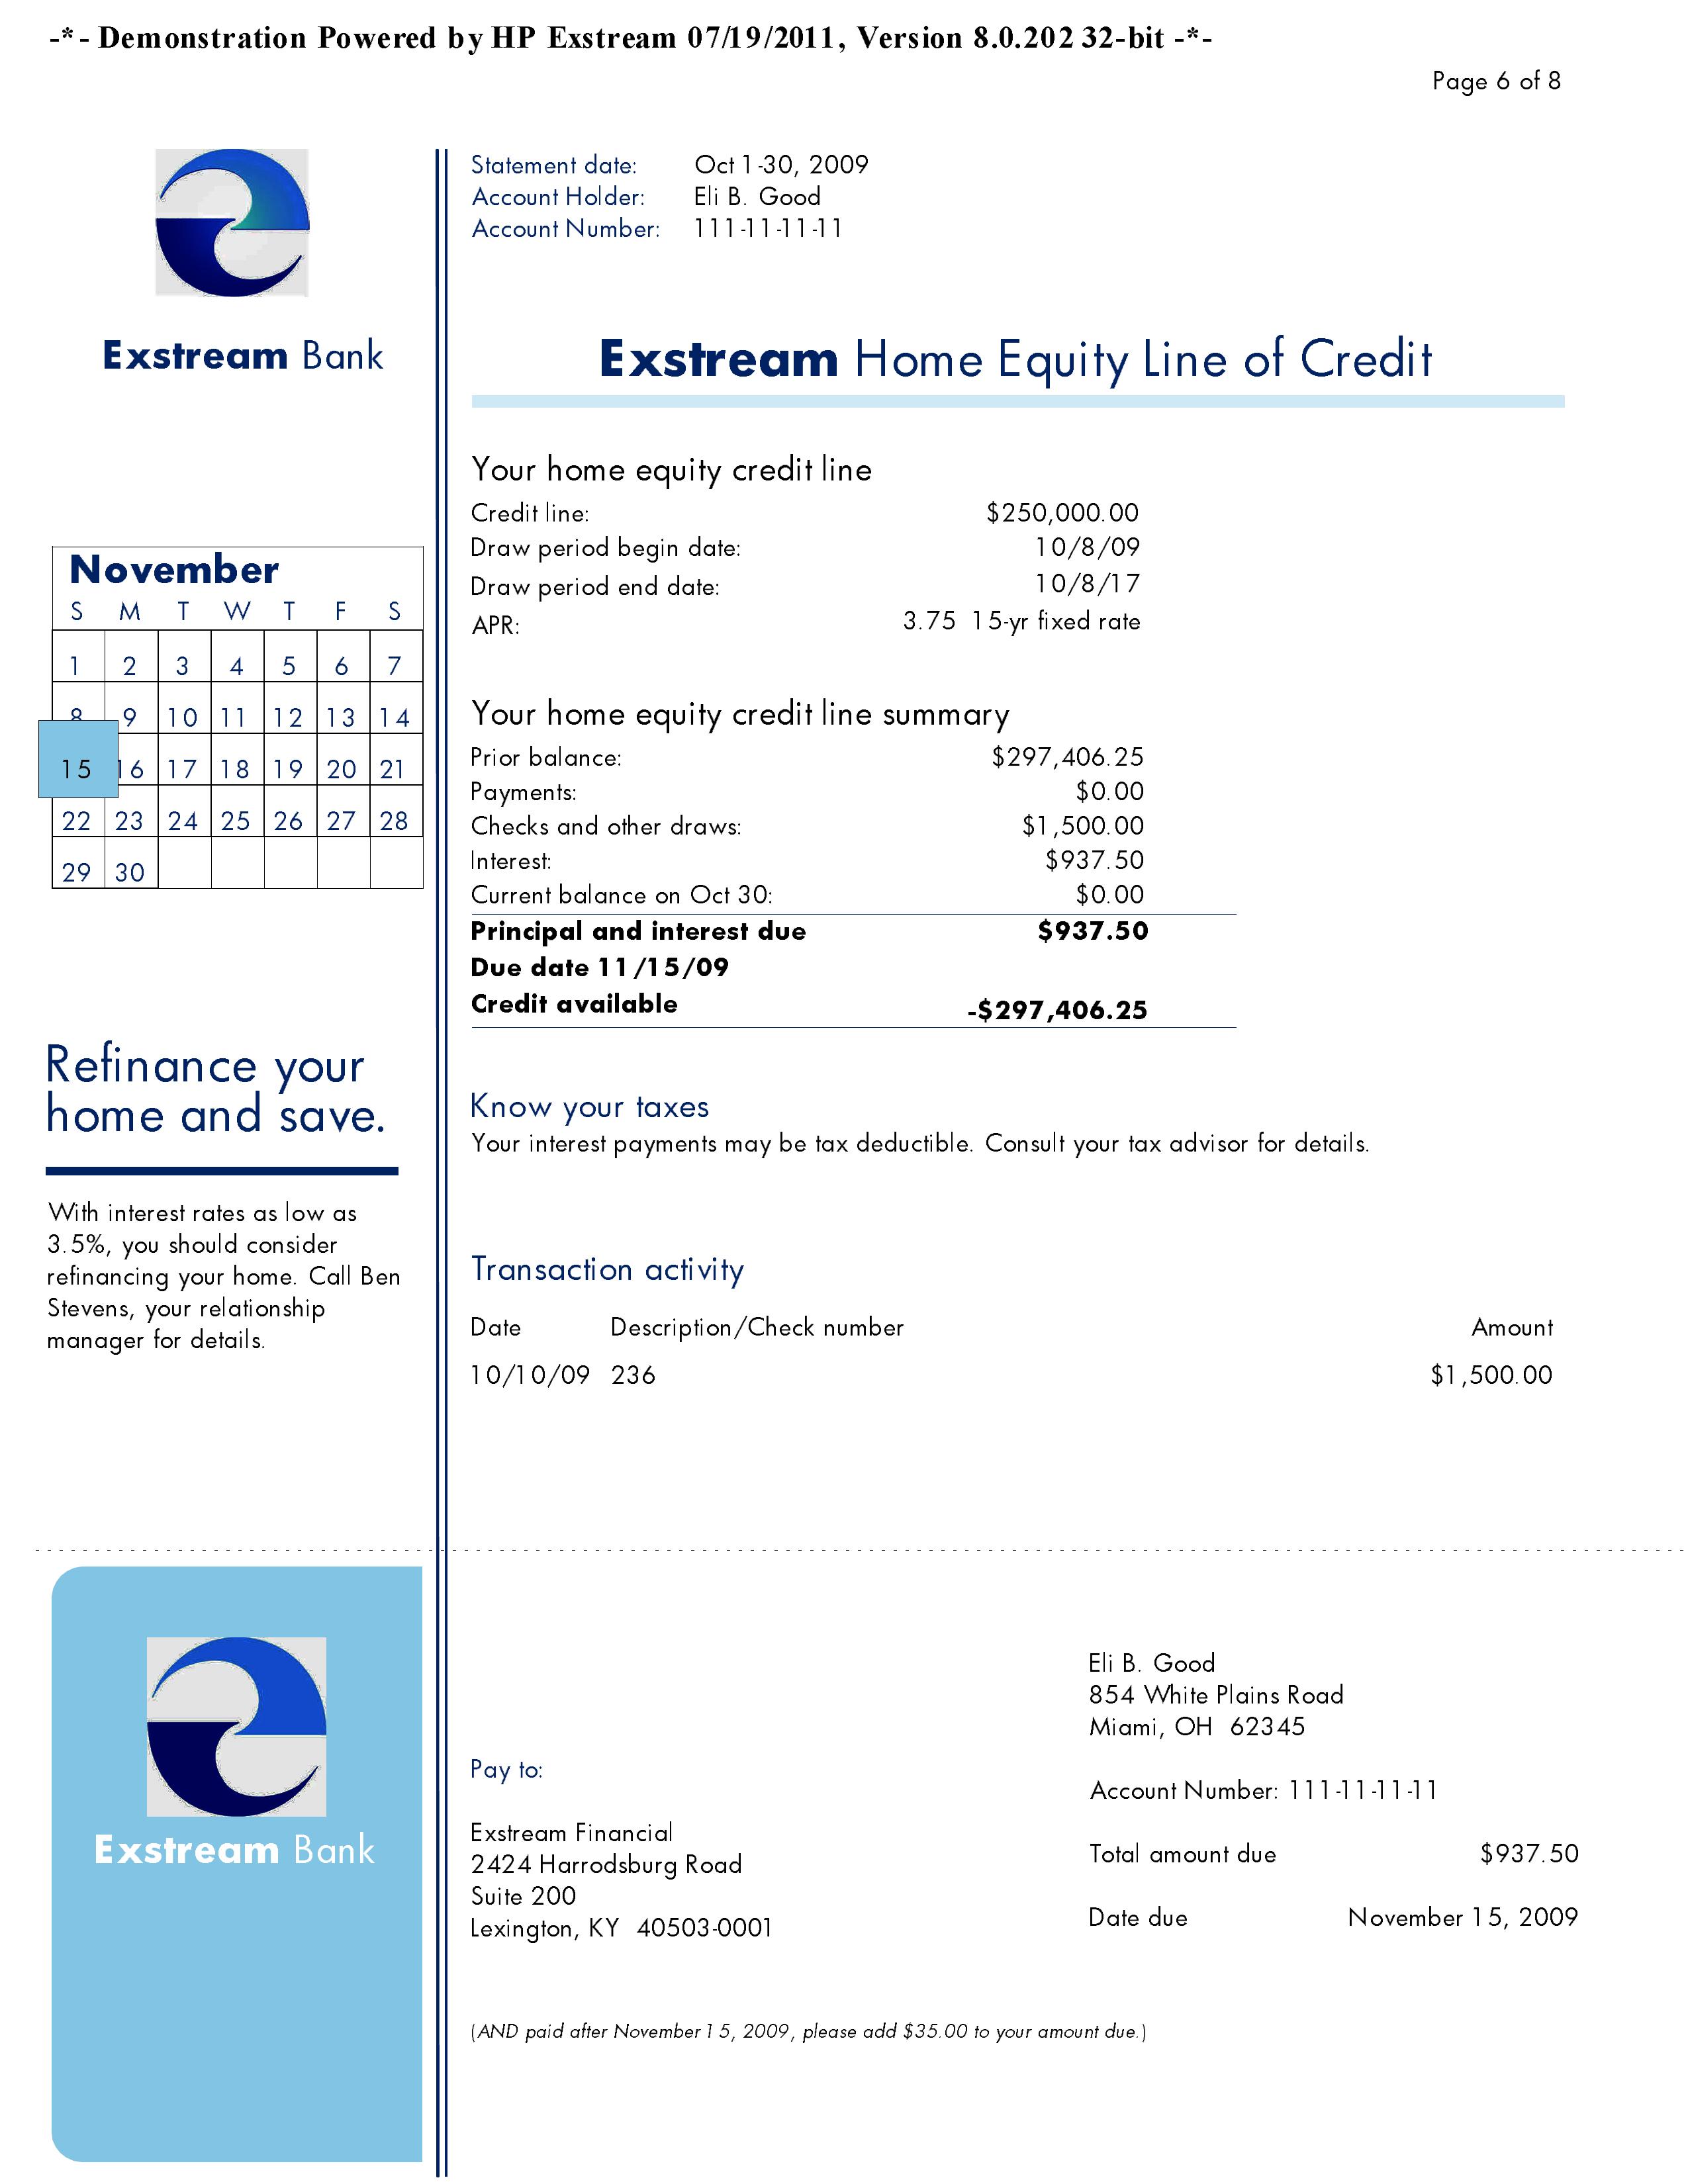 -*- Demonstration Powered by HP Exstream 07/19/2011, Version 8.0.202 32-bit -*-
Page 6 of 8
Statement date: Oct 1-30, 2009
Account Holder: Eli B. Good
Account Number: 111-11-11-11
Exstream Bank
Exstream Home Equity Line of Credit
Your home equity credit line
Credit line: $250,000.00
Draw period begin date: 10/8/09
Draw period end date: 10/8/17
APR: 3.75 15-yr fixed rate
November
S M T W T F S
1 2 3 4 5 6 7
8 9 10 11 12 13 14
15 16 17 18 19 20 21
22 23 24 25 26 27 28
29 30
Your home equity credit line summary
Prior balance: $297,406.25
Payments: $0.00
Checks and other draws: $1,500.00
Interest: $937.50
Current balance on Oct 30: $0.00
Principal and interest due $937.50
Due date 11/15/09
Credit available -$297,406.25
Refinance your
home and save.
With interest rates as low as
3.5%, you should consider
refinancing your home. Call Ben
Stevens, your relationship
manager for details.
Know your taxes
Your interest payments may be tax deductible. Consult your tax advisor for details.
Transaction activity
Date Description/Check number Amount
10/10/09 236 $1,500.00
Exstream Bank
Eli B. Good
854 White Plains Road
Miami, OH 62345
Pay to:
Exstream Financial
2424 Harrodsburg Road
Suite 200
Lexington, KY 40503-0001
Account Number: 111-11-11-11
Total amount due $937.50
Date due November 15, 2009
(AND paid after November 15, 2009, please add $35.00 to your amount due.)